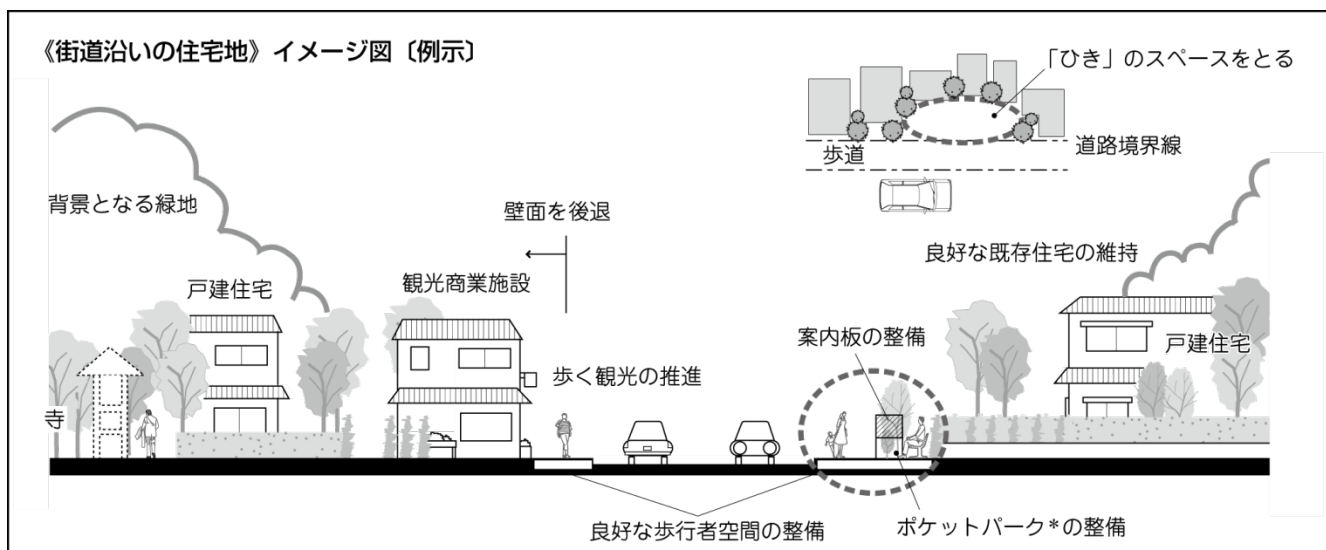 《街道沿いの住宅地》イメージ図〔例示〕
「ひき」のスペースをとる
歩道
道路境界線
背景となる緑地
壁面を後退
良好な既存住宅の維持
戸建住宅
観光商業施設
案内板の整備
戸建住宅
歩く観光の推進
寺
良好な歩行者空間の整備
ポケットパーク*の整備